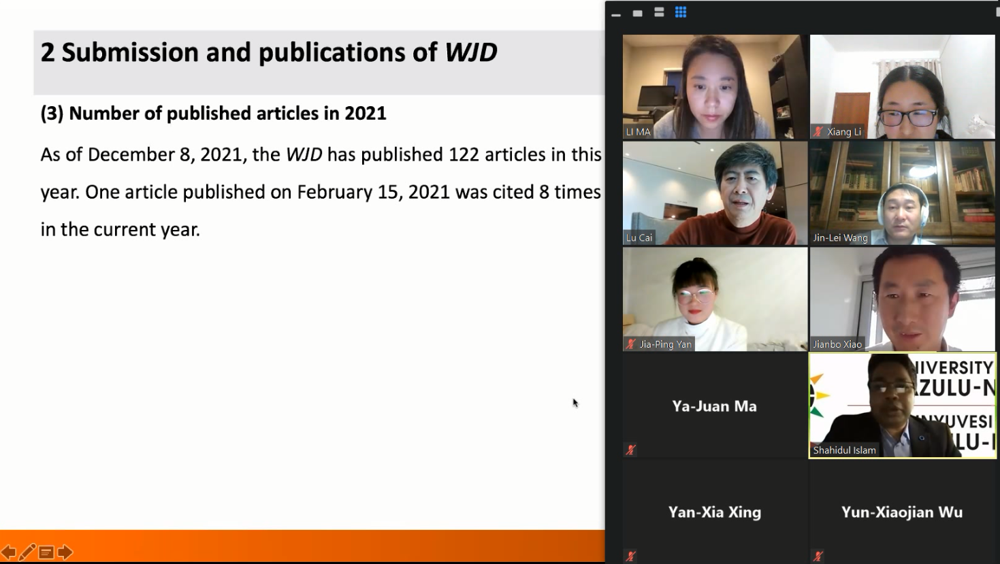 2 Submission and publications of WJD
(3) Number of published articles in 2021
As of December 8, 2021, the WJD has published 122 articles in this
year. One article published on February 15, 2021 was cited 8 times
in the current year.
LI MA
Xiang Li
Lu Cai
Jin-Lei Wang
Jia-Ping Yan
Jianbo Xiao
Ya-Juan Ma
NIVERSITY
ZULU-N
NYUVESI
LU-
Shahidul Islam
Yan-Xia Xing
Yun-Xiaojian Wu